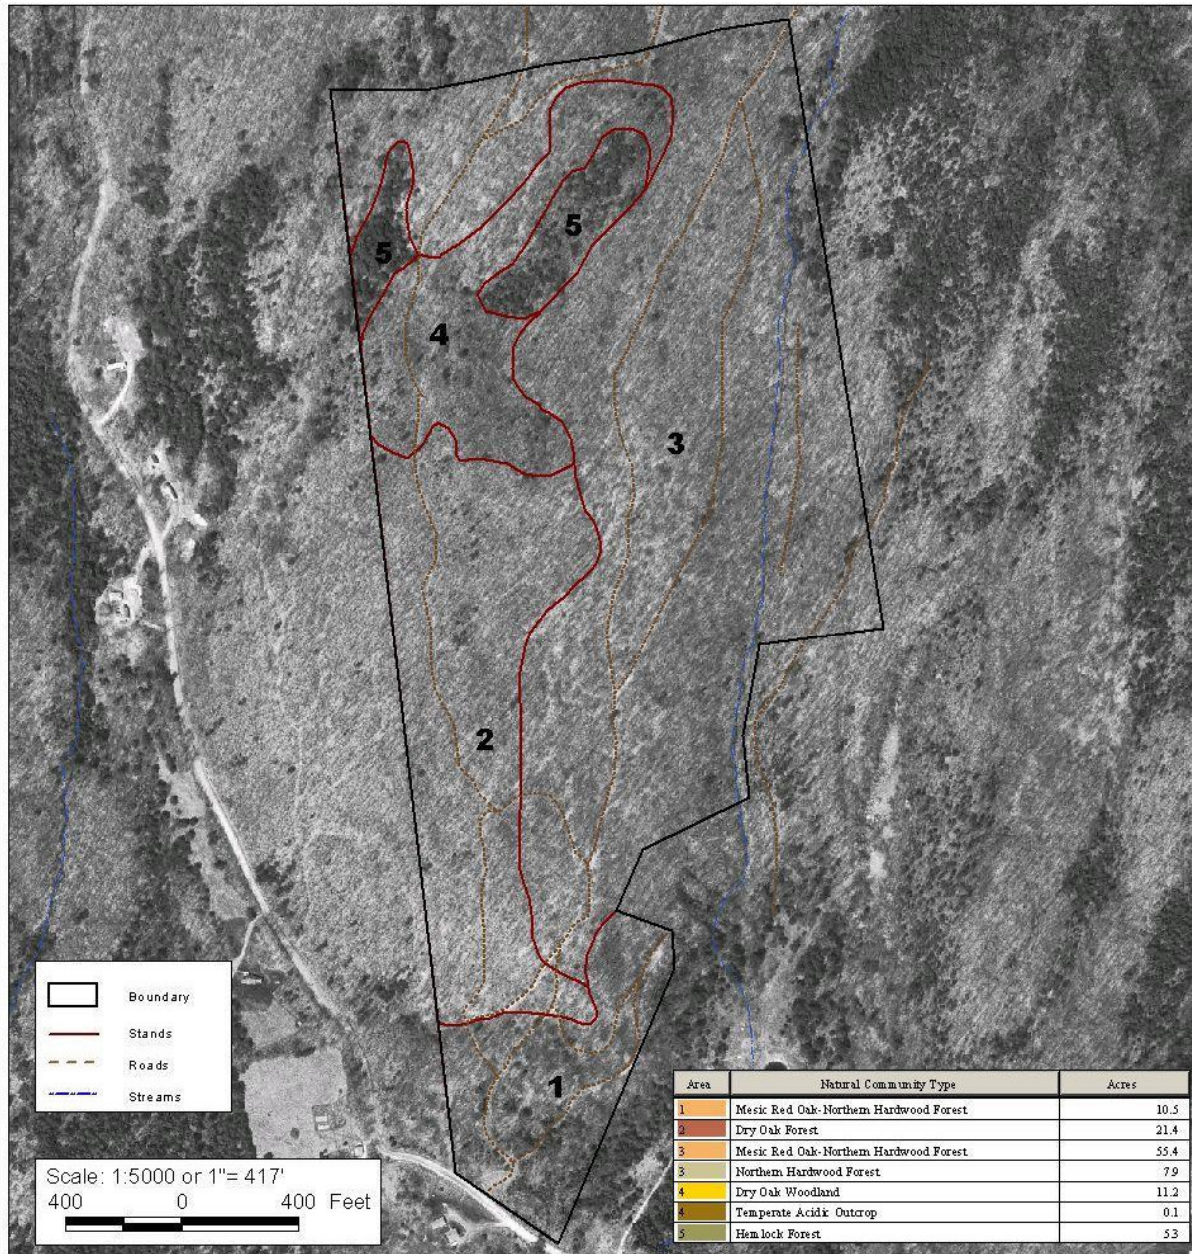 5
5
4
3
2
1
Boundary
Stands
Roads
Streams
Scale: 1:5000 or 1"= 417'
400 0 400 Feet
Area Natural Community Type Acres
1 Mesic Red Oak-Northern Hardwood Forest 10.5
2 Dry Oak Forest 21.4
3 Mesic Red Oak-Northern Hardwood Forest 55.4
3 Northern Hardwood Forest 7.9
4 Dry Oak Woodland 11.2
4 Temperate Acidic Outcrop 0.1
5 Hemlock Forest 5.3